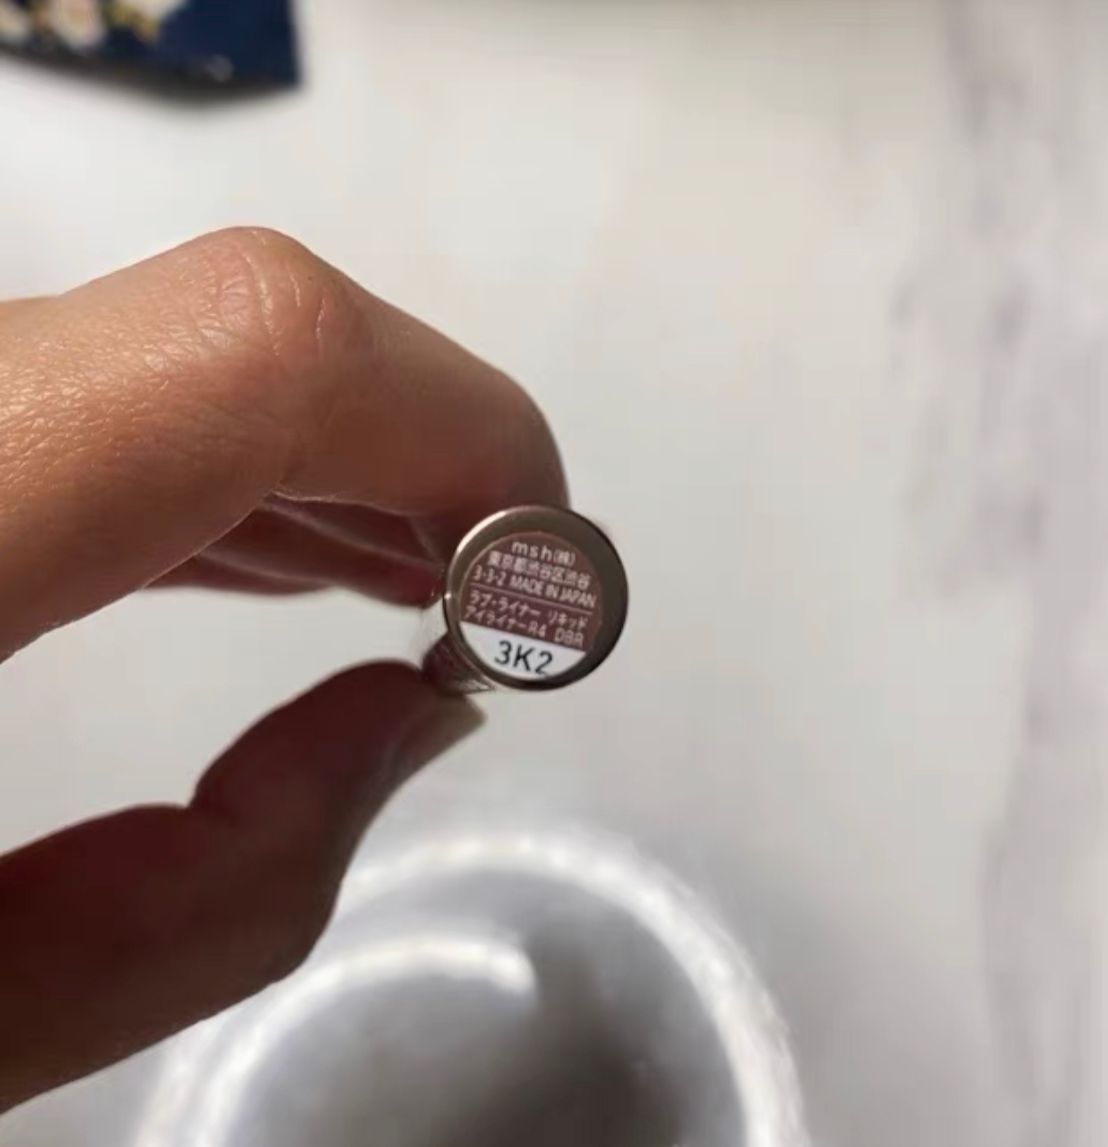 msh(株)
東京都渋谷区渋谷
3-3-2 MADE IN JAPAN
ラブ・ライナー リキッド
アイライナーR4 DBR
3K2